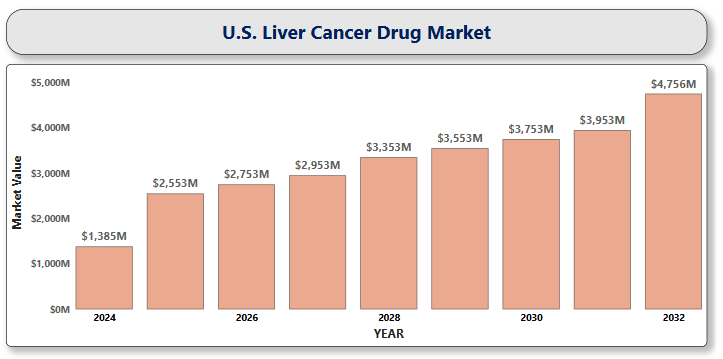 U.S. Liver Cancer Drug Market
$5,000M
$4,000M
$3,000M
$2,000M
$1,000M
$0M
Market Value
$1,385M
$2,553M
$2,753M
$2,953M
$3,353M
$3,553M
$3,753M
$3,953M
$4,756M
2024
2026
2028
2030
2032
YEAR